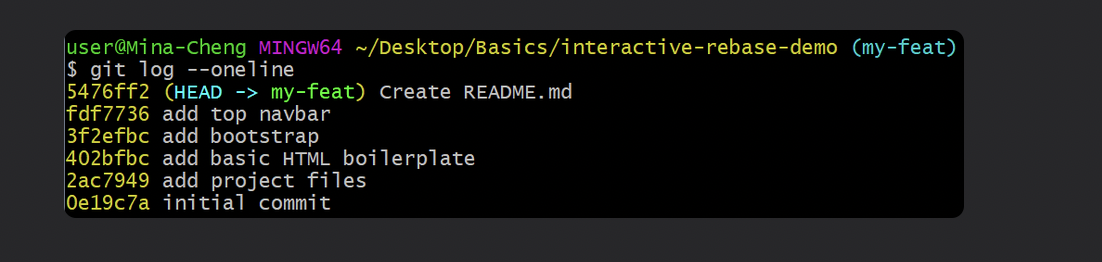 user@Mina-Cheng MINGW64 ~/Desktop/Basics/interactive-rebase-demo (my-feat)
$ git log --oneline
5476ff2 (HEAD -> my-feat) Create README.md
fdf7736 add top navbar
3f2efbc add bootstrap
402bfbc add basic HTML boilerplate
2ac7949 add project files
0e19c7a initial commit